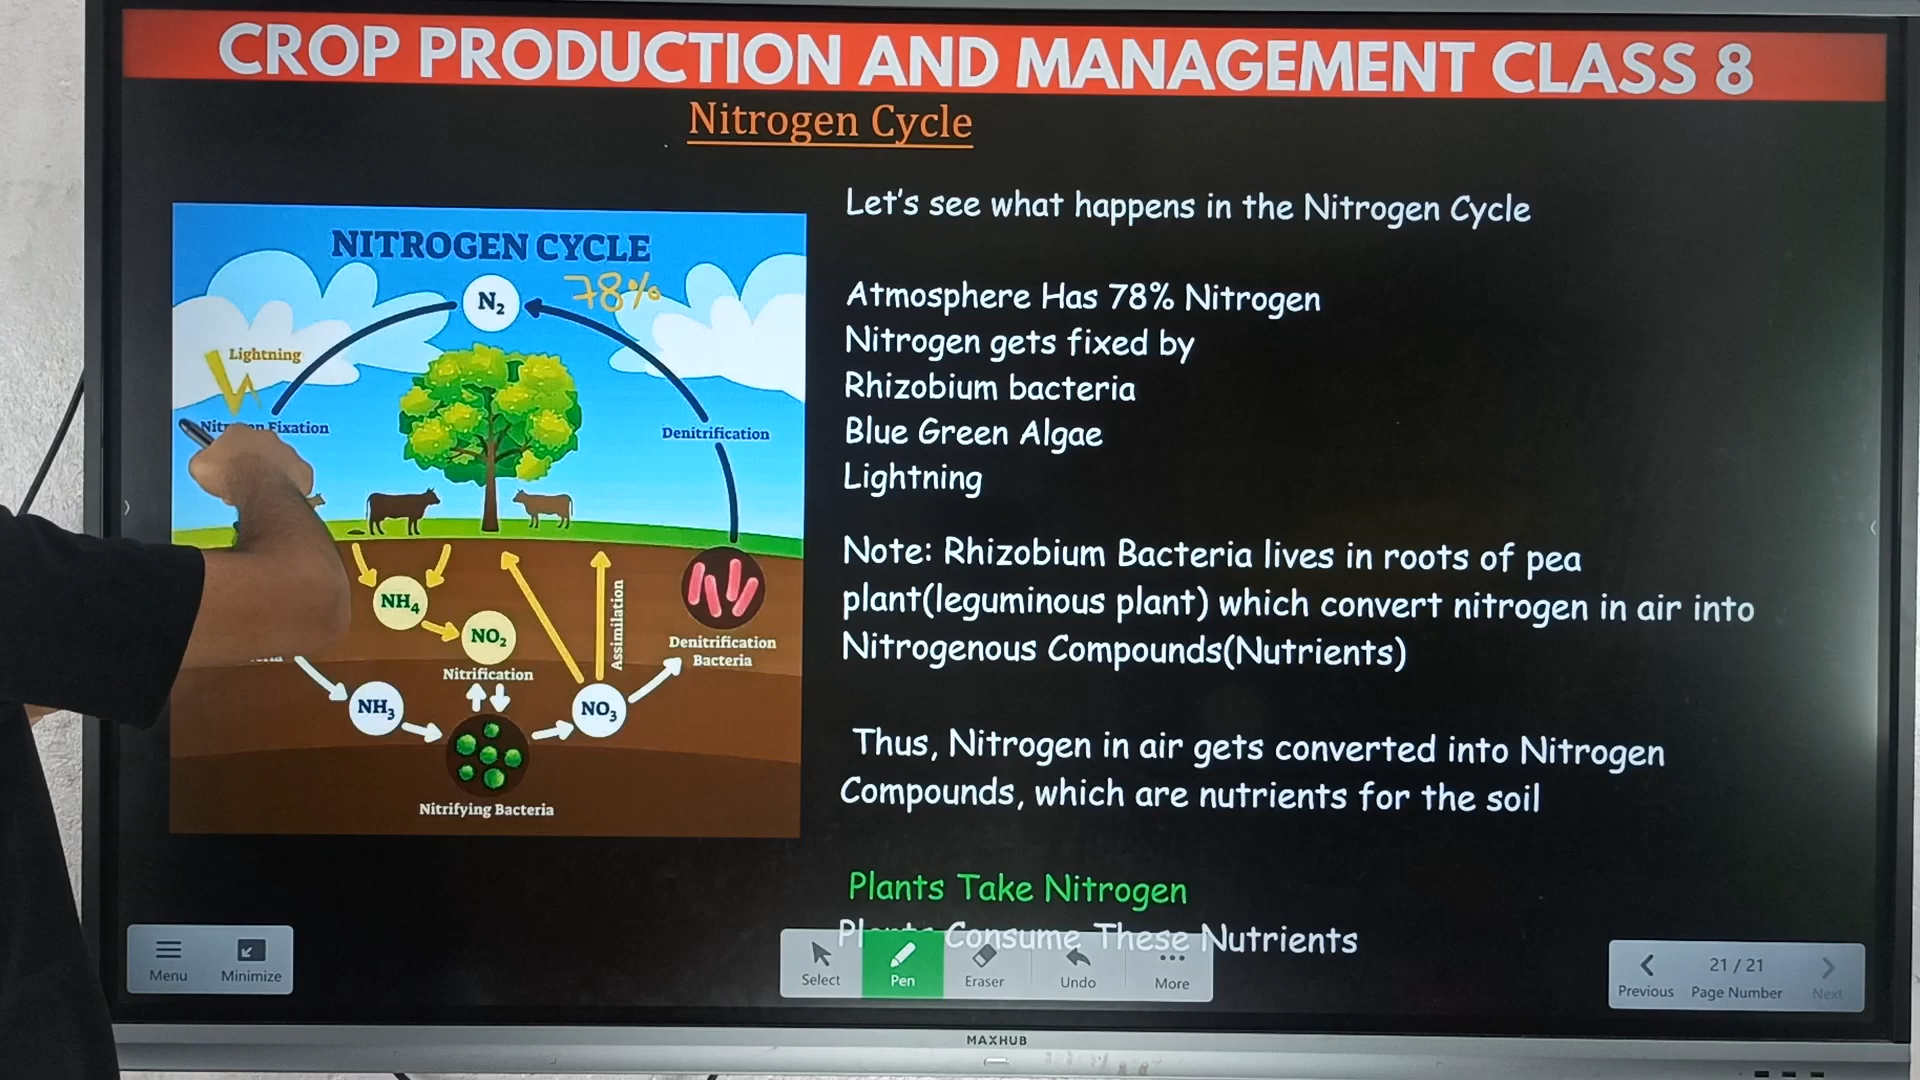 CROP PRODUCTION AND MANAGEMENT CLASS 8
Nitrogen Cycle
NITROGEN CYCLE
N2
78%
Lightning
Fixation
Denitrification
NH4
NO2
Nitrification
Assimilation
Denitrification
Bacteria
NH3
NO3
Nitrifying Bacteria
Let's see what happens in the Nitrogen Cycle
Atmosphere Has 78% Nitrogen
Nitrogen gets fixed by
Rhizobium bacteria
Blue Green Algae
Lightning
Note: Rhizobium Bacteria lives in roots of pea
plant(leguminous plant) which convert nitrogen in air into
Nitrogenous Compounds(Nutrients)
Thus, Nitrogen in air gets converted into Nitrogen
Compounds, which are nutrients for the soil
Plants Take Nitrogen
Plants Consume These Nutrients
Menu
Minimize
Select
Pen
Eraser
Undo
More
Previous
21 / 21
Page Number
Next
MAXHUB